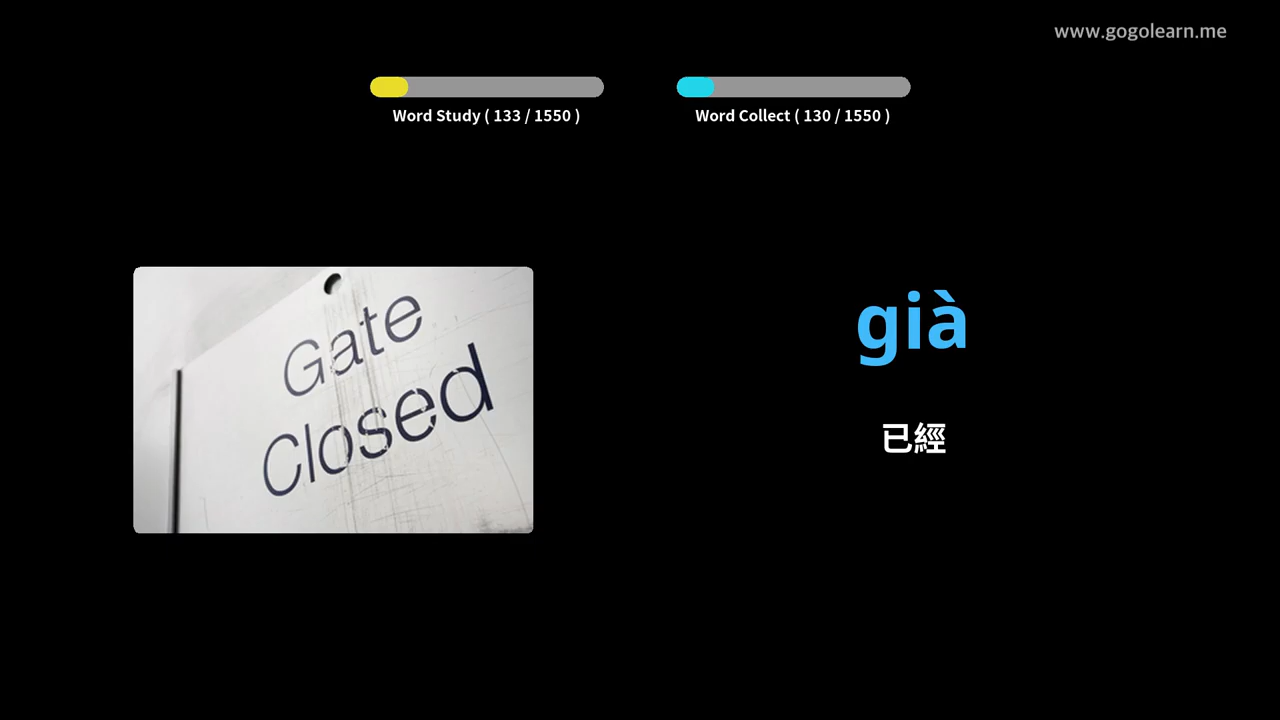 www.gogolearn.me
Word Study ( 133 / 1550 )
Word Collect ( 130 / 1550 )
Gate
Closed
già
已經